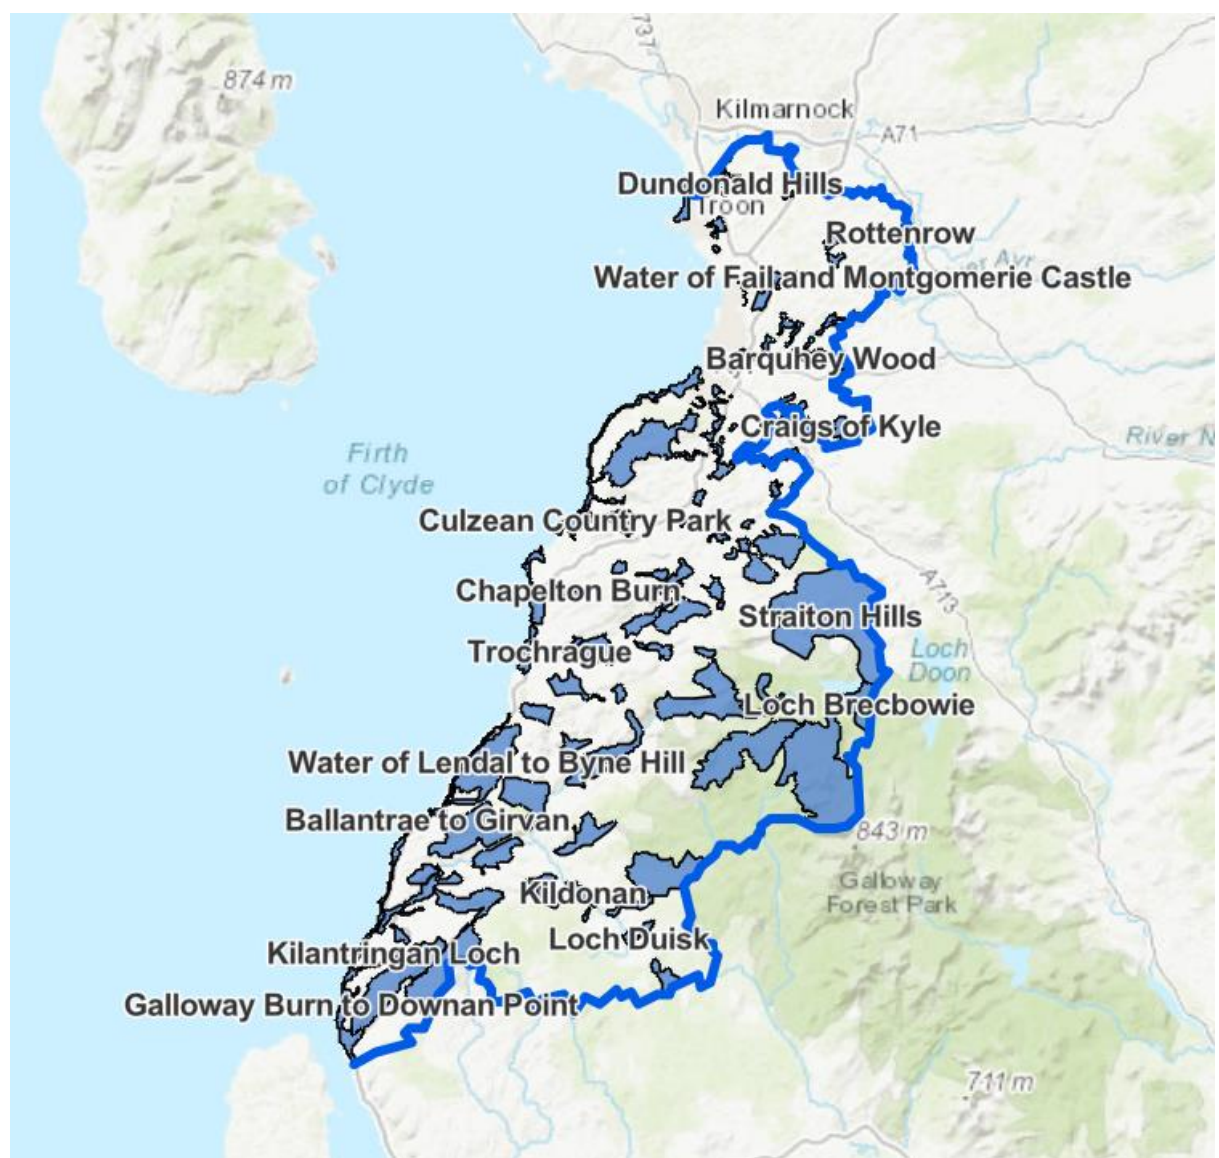 737
874 m
Kilmarnock
A71
Dundonald Hills
Troon
Rottenrow
er Ayr
Water of Fail and Montgomerie Castle
Barquhey Wood
Craigs of Kyle
River N
Firth
of Clyde
Culzean Country Park
A713
Chapelton Burn
Straiton Hills
Trochrague
Loch
Doon
Loch Brecbowie
Water of Lendal to Byne Hill
Ballantrae to Girvan
843 m
Galloway
Forest Park
Kildonan
Loch Duisk
Kilantringan Loch
Galloway Burn to Downan Point
711 m